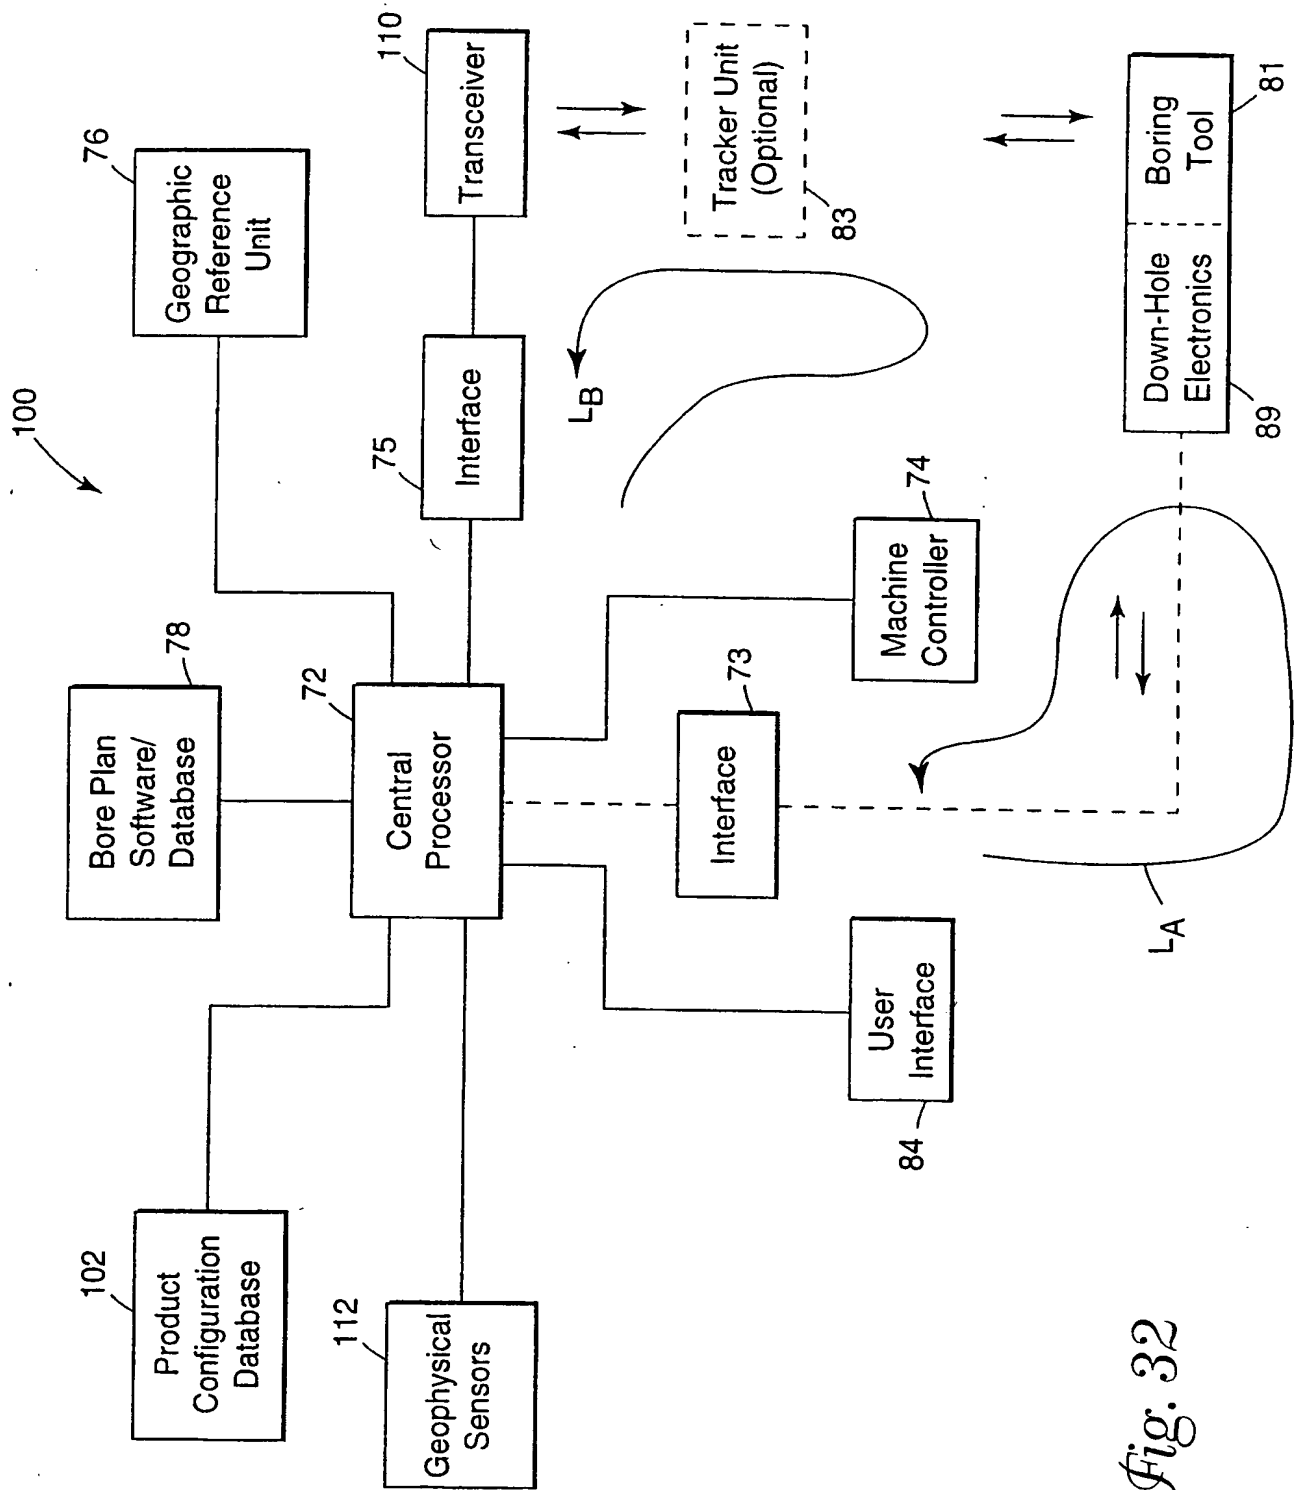 100
76
Geographic
Reference
Unit
110
Transceiver
Tracker Unit
(Optional)
83
Boring
Tool
81
Down-Hole
Electronics
89
75
Interface
LB
78
Bore Plan
Software/
Database
72
Central
Processor
73
Interface
74
Machine
Controller
LA
User
Interface
84
102
Product
Configuration
Database
112
Geophysical
Sensors
Fig. 32